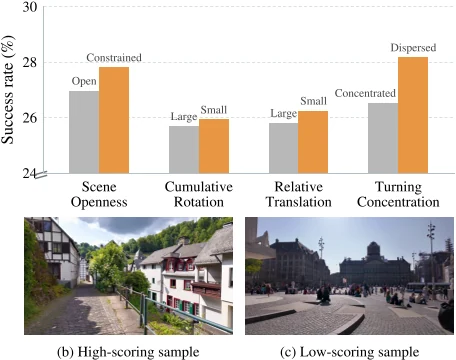 Success rate (%)
30
28
26
24
Open
Constrained
Large
Small
Large
Small
Concentrated
Dispersed
Scene
Openness
Cumulative
Rotation
Relative
Translation
Turning
Concentration
(b) High-scoring sample
(c) Low-scoring sample